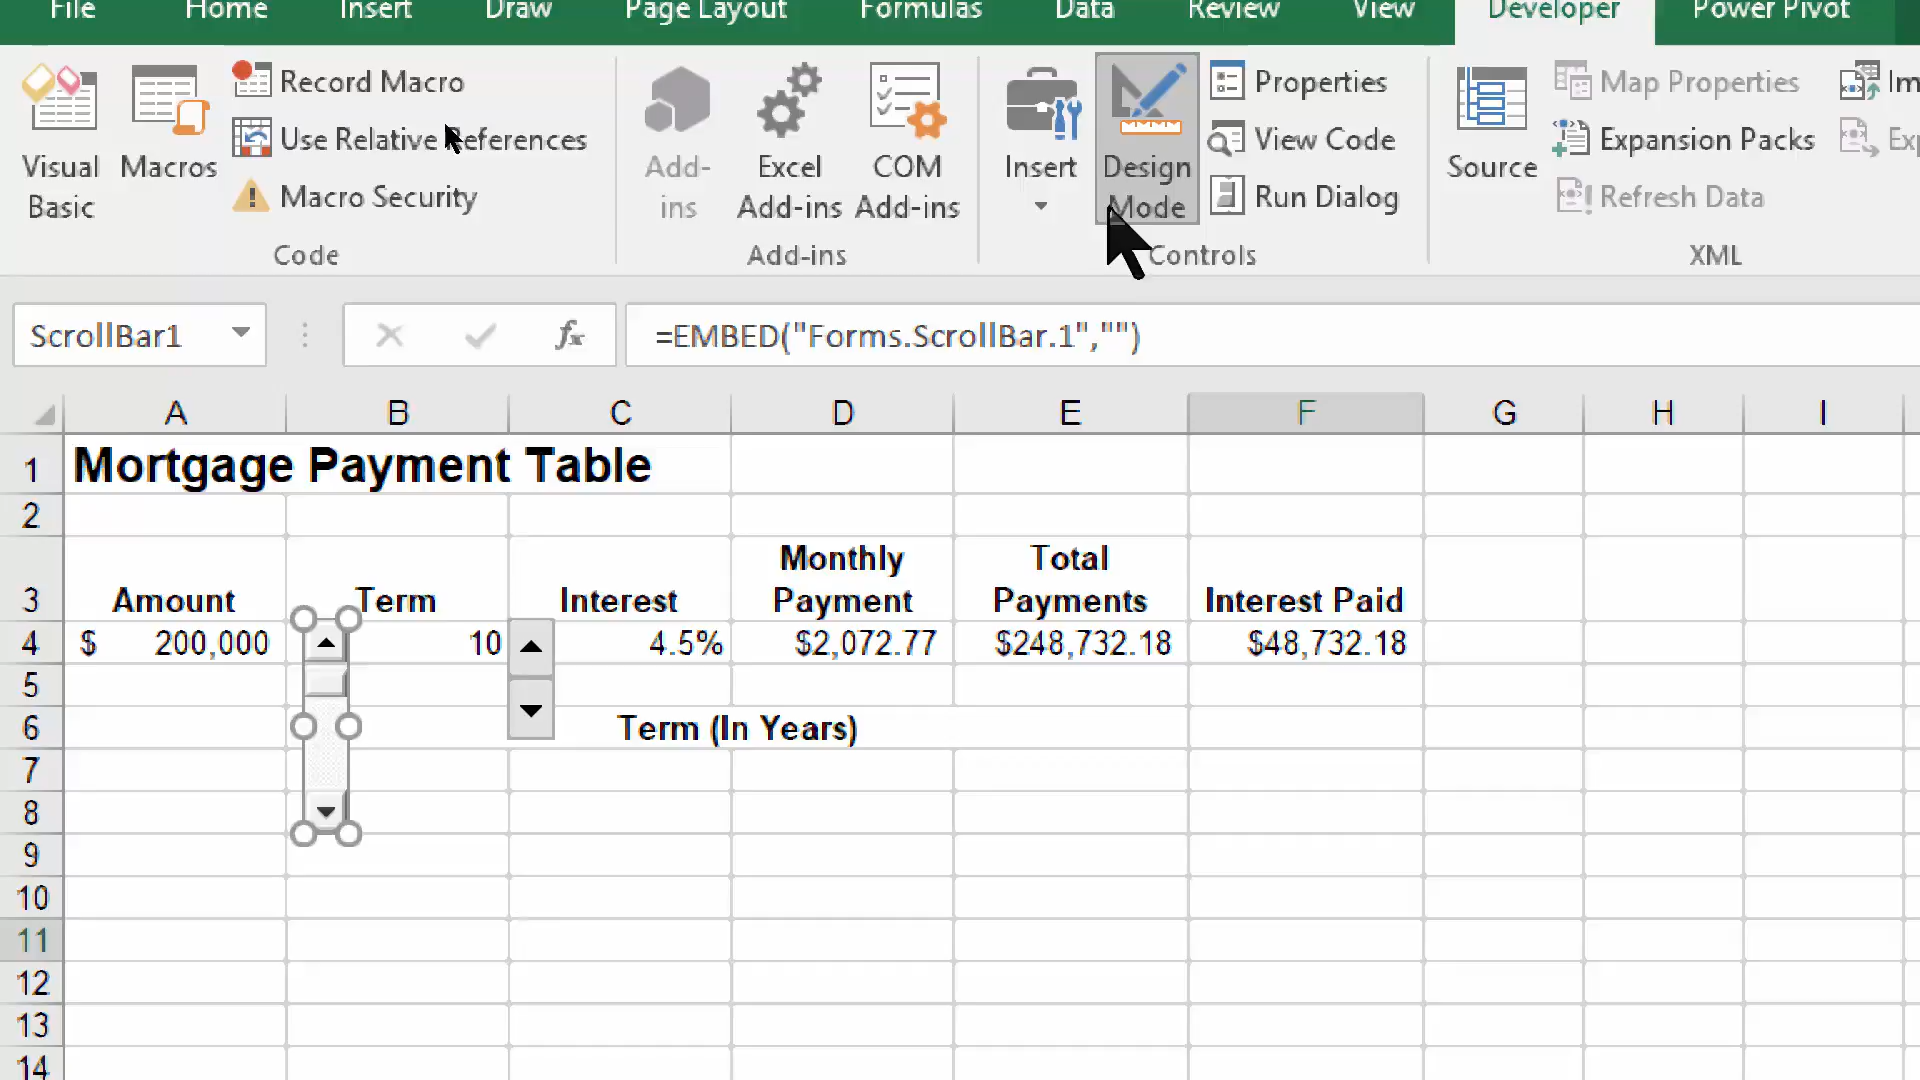 File Home Insert Draw Page Layout Formulas Data Review View Developer Power Pivot
Visual Basic
Macros
Record Macro
Use Relative References
Macro Security
Code
Add-ins
Excel Add-ins
COM Add-ins
Add-ins
Insert
Design Mode
Properties
View Code
Run Dialog
Controls
Source
Map Properties
Expansion Packs
Refresh Data
XML
ScrollBar1 fx =EMBED("Forms.ScrollBar.1","")
A B C D E F G H I
1 Mortgage Payment Table
2
Monthly Total
3 Amount Term Interest Payment Payments Interest Paid
4 $ 200,000 10 4.5% $2,072.77 $248,732.18 $48,732.18
5
6 Term (In Years)
7
8
9
10
11
12
13
14